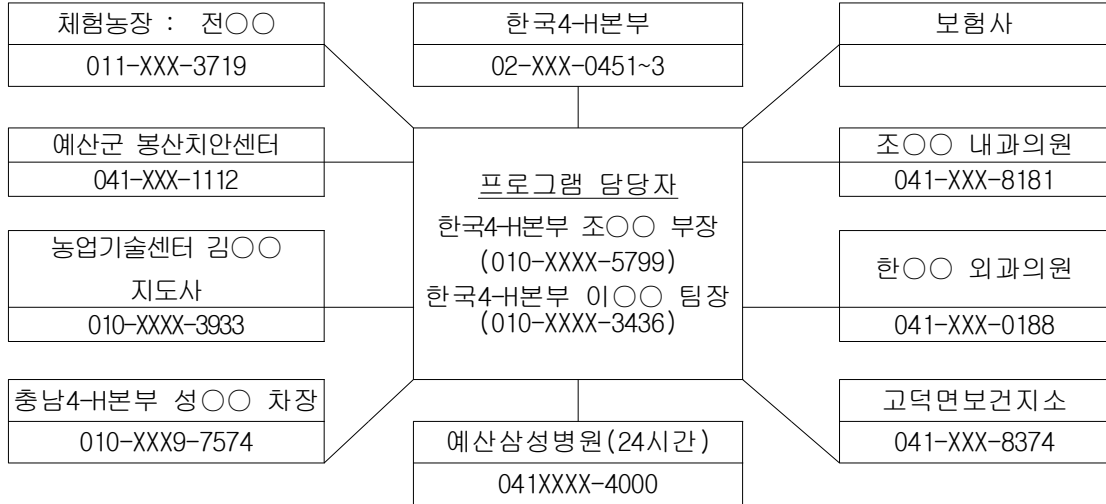 체험농장 : 전○○
011-XXX-3719
한국4-H본부
02-XXX-0451~3
보험사
예산군 봉산치안센터
041-XXX-1112
조○○ 내과의원
041-XXX-8181
프로그램 담당자
한국4-H본부 조○○ 부장
(010-XXXX-5799)
한국4-H본부 이○○ 팀장
(010-XXXX-3436)
농업기술센터 김○○
지도사
010-XXXX-3933
한○○ 외과의원
041-XXX-0188
충남4-H본부 성○○ 차장
010-XXX9-7574
예산삼성병원(24시간)
041XXXX-4000
고덕면보건지소
041-XXX-8374